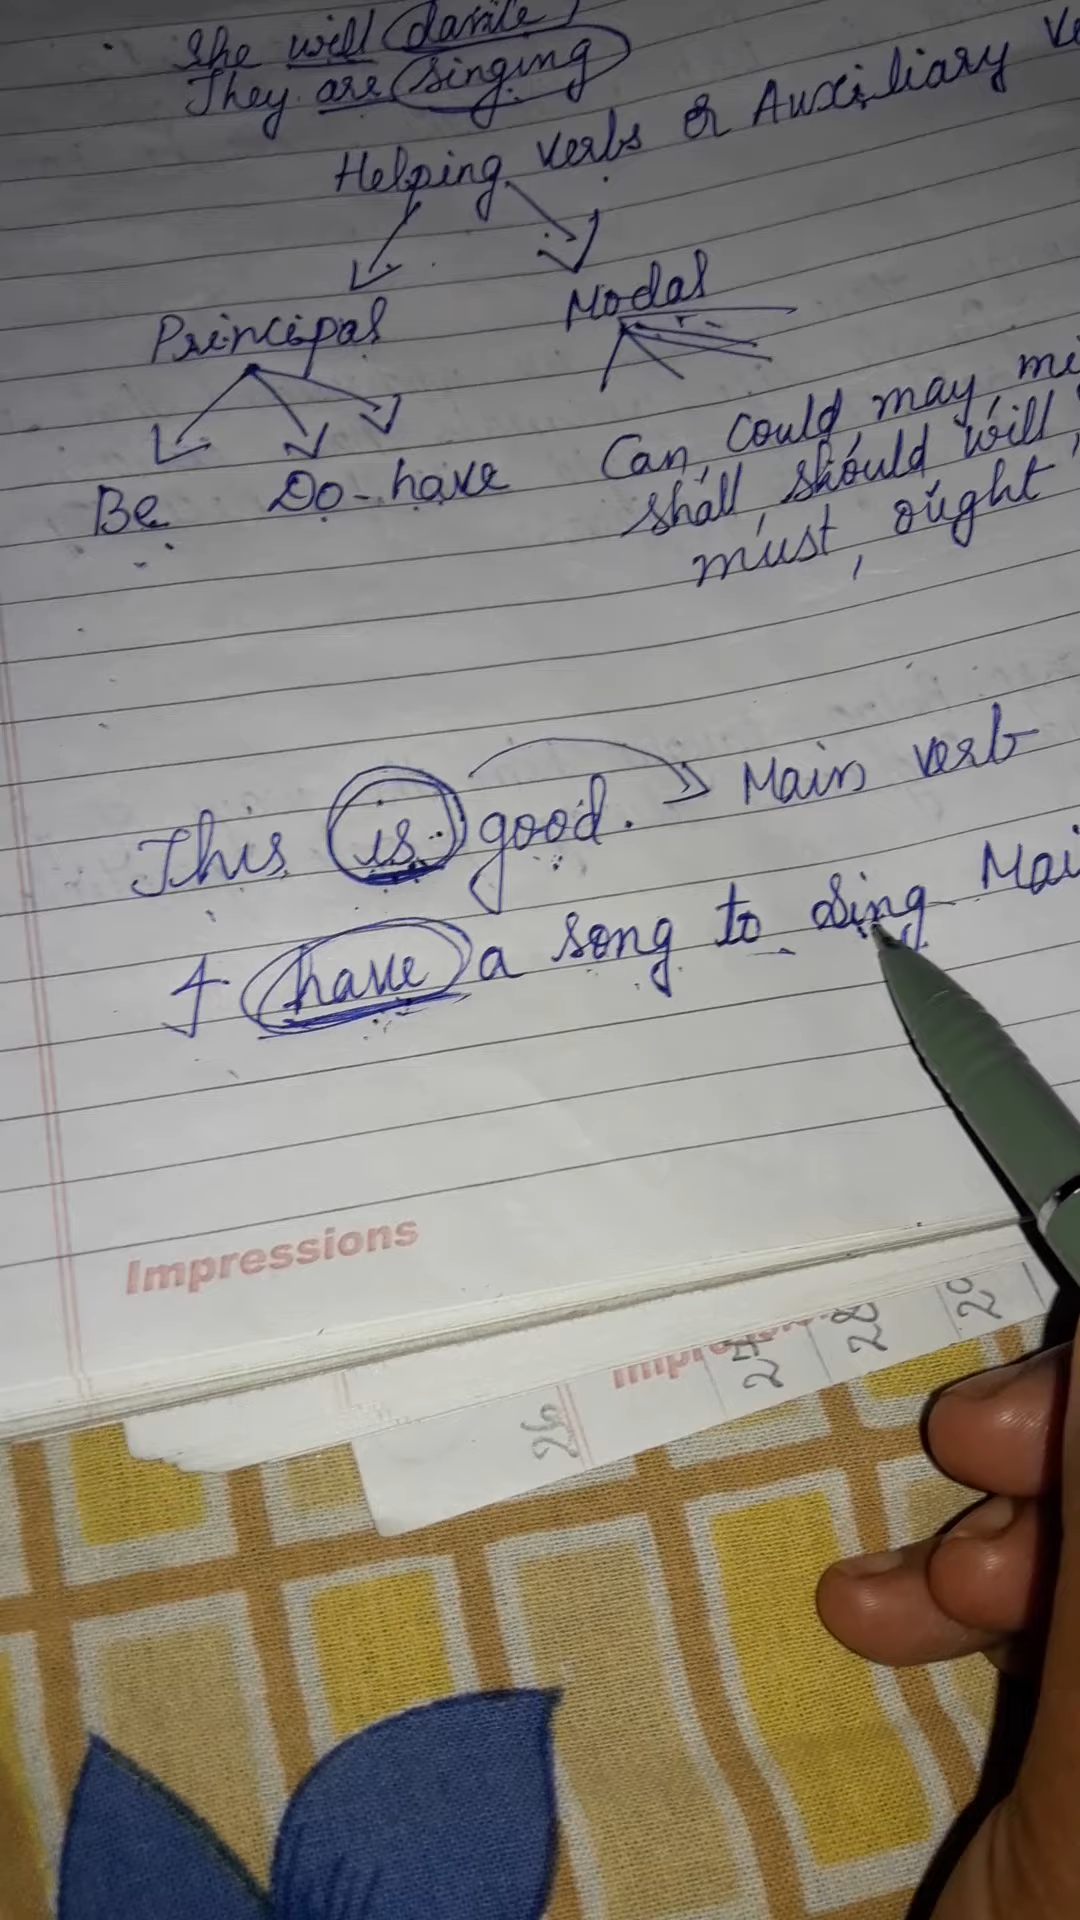 She will dance
They are singing
Helping verbs or Auxiliary
Principal
Modal
Be Do - have
Can, could, may,
shall, should will,
must, ought
This is good. Main verb
I have a song to sing
Impressions
26
27
28